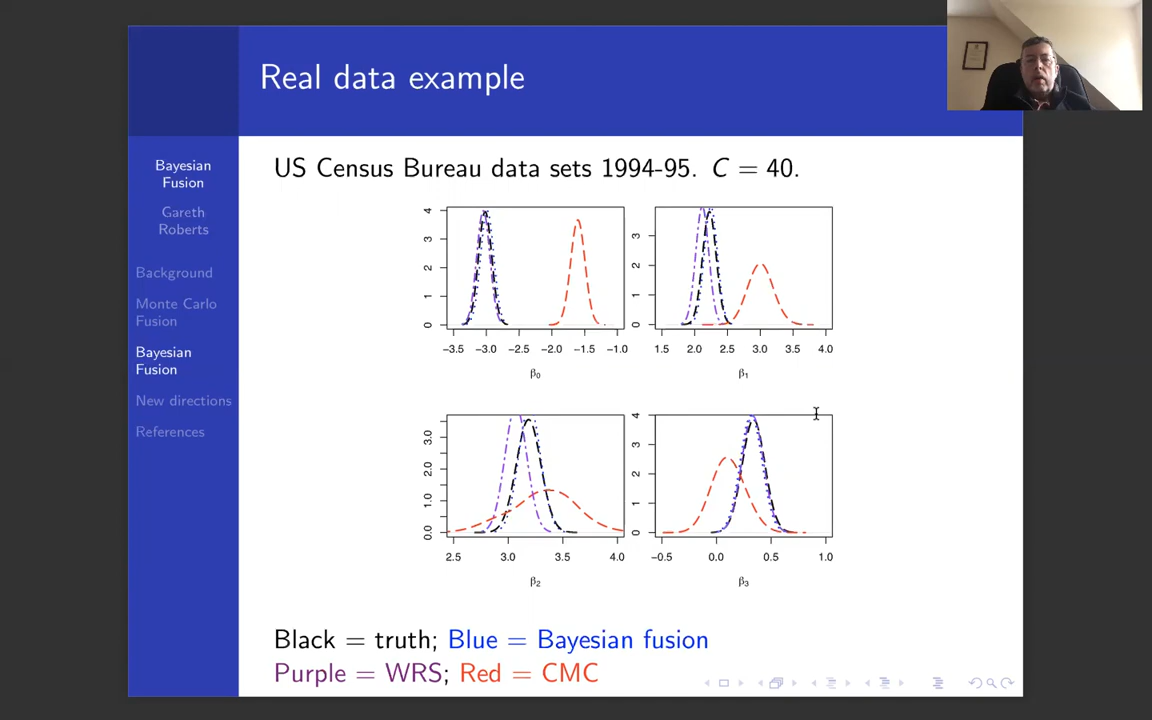 Real data example
Bayesian
Fusion
Gareth
Roberts
Background
Monte Carlo
Fusion
Bayesian
Fusion
New directions
References
US Census Bureau data sets 1994-95. C = 40.
4
3
2
1
0
−3.5 −3.0 −2.5 −2.0 −1.5 −1.0
β0
3
2
1
0
1.5 2.0 2.5 3.0 3.5 4.0
β1
3.0
2.0
1.0
0.0
2.5 3.0 3.5 4.0
β2
4
3
2
1
0
−0.5 0.0 0.5 1.0
β3
Black = truth; Blue = Bayesian fusion
Purple = WRS; Red = CMC